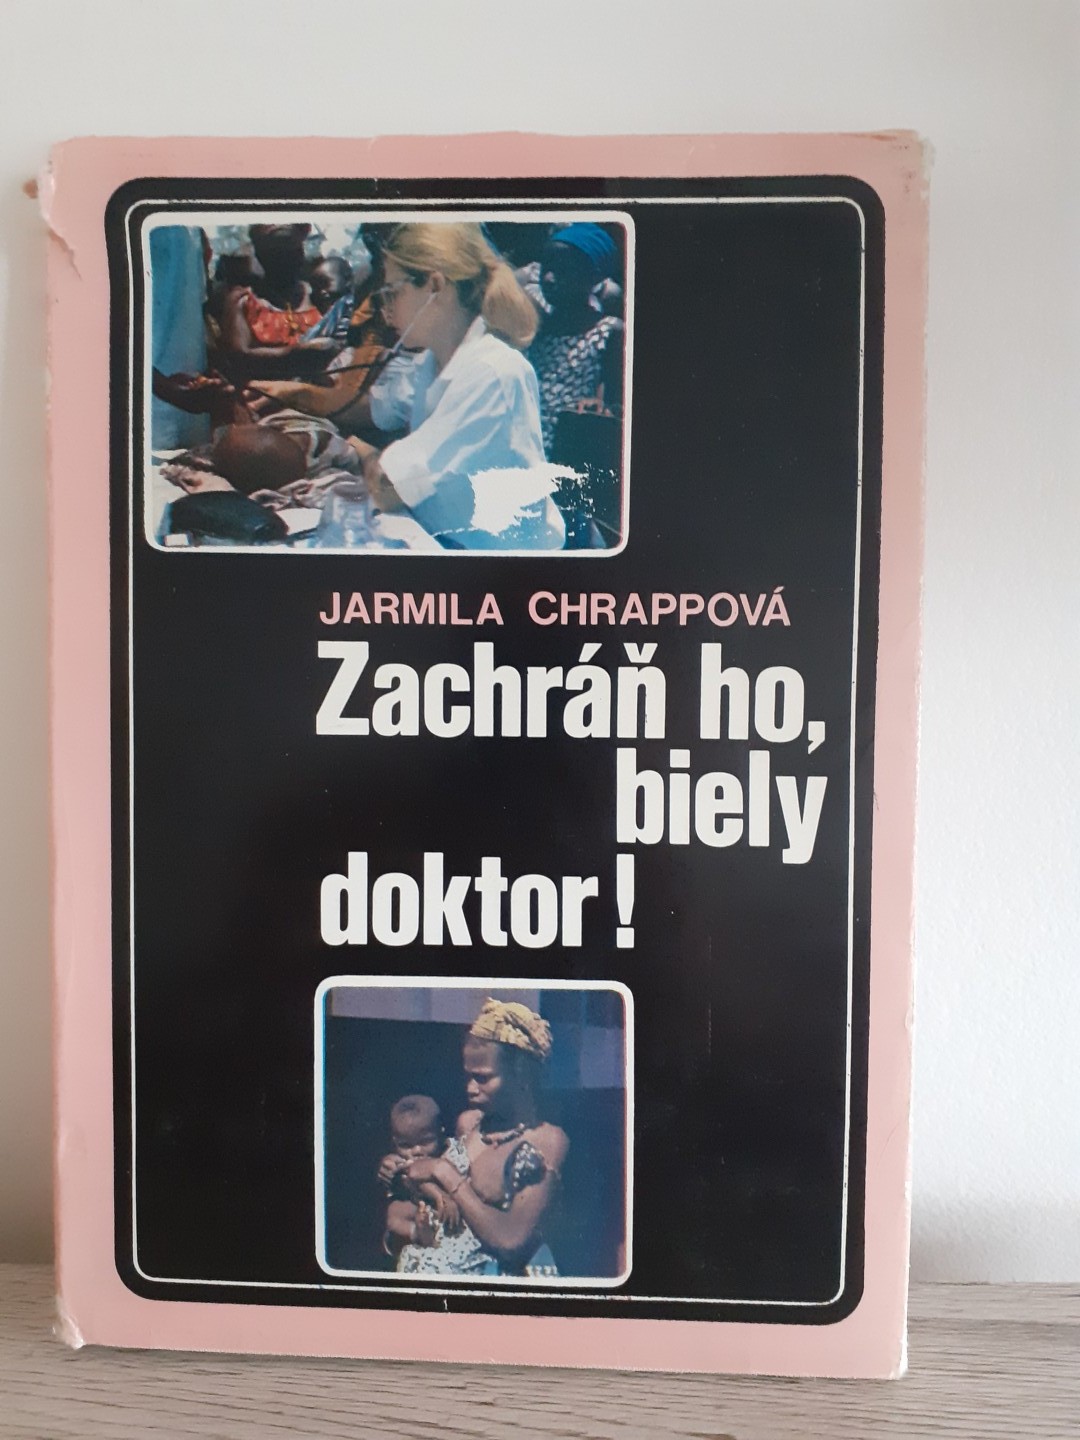 JARMILA CHRAPPOVÁ
Zachráň ho,
biely
doktor!